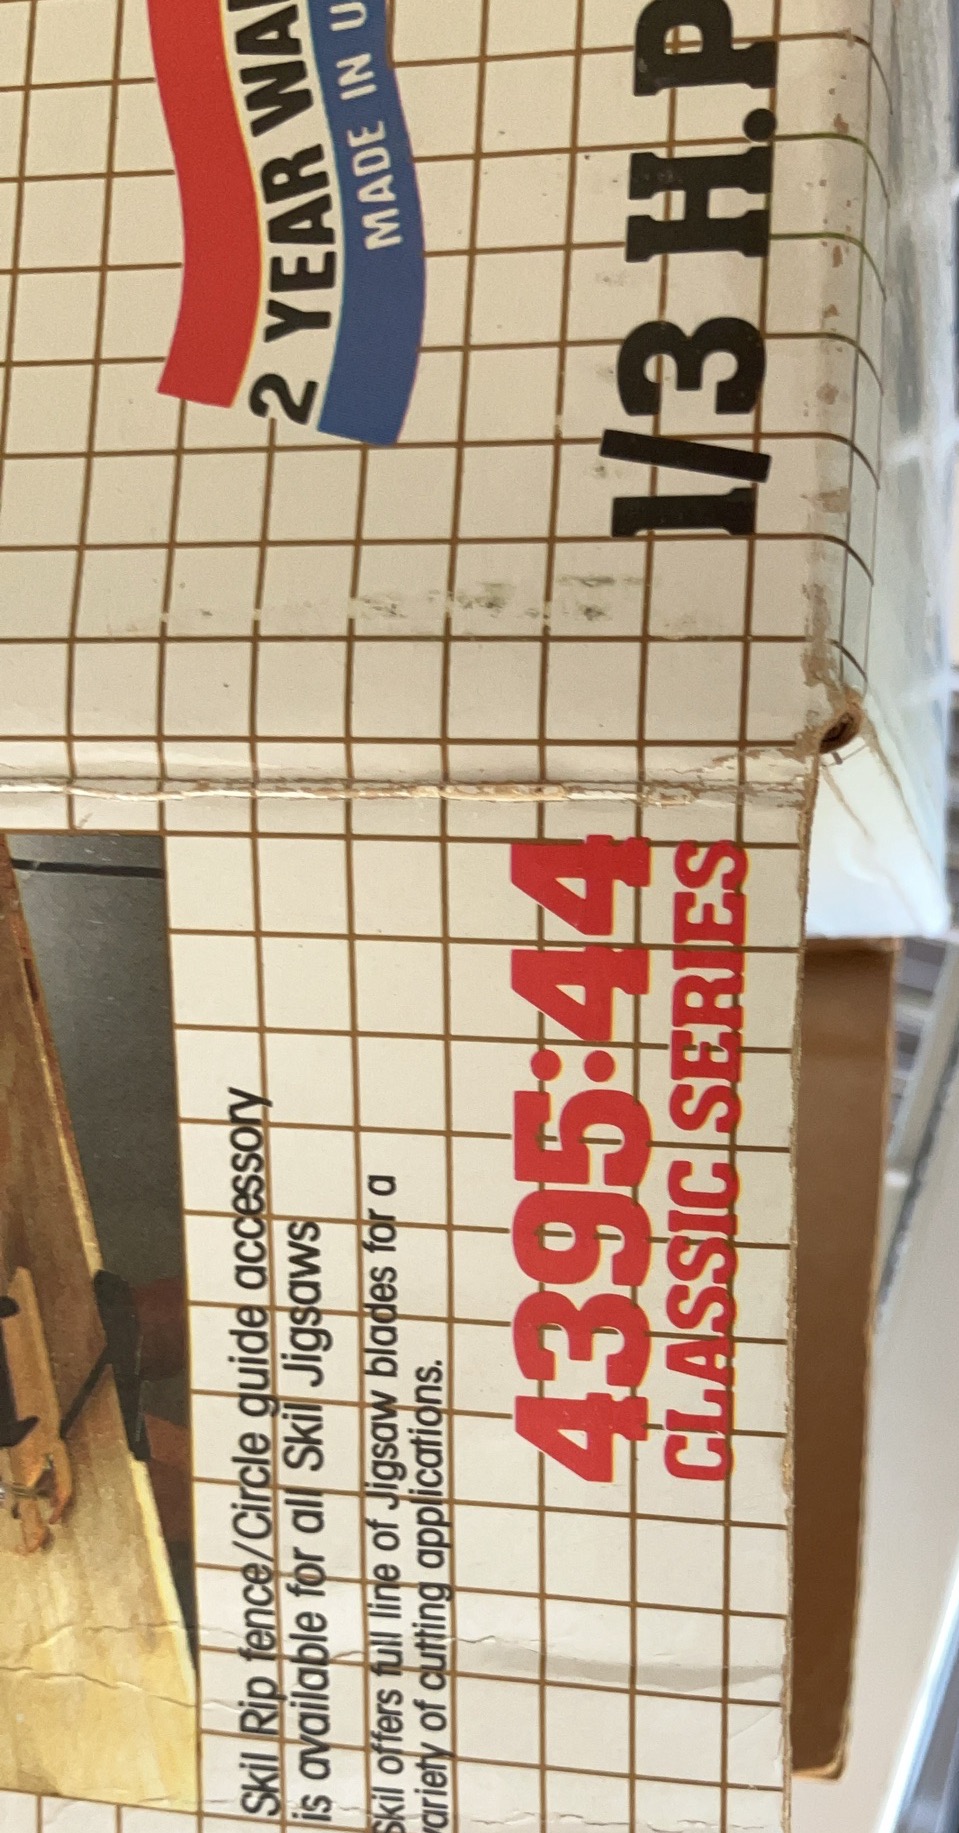 Skil Rip fence/Circle guide accessory
is available for all Skil Jigsaws
Skil offers full line of Jigsaw blades for a
variety of cutting applications.
4395:44
CLASSIC SERIES
2 YEAR
MADE IN
1/3 H.P